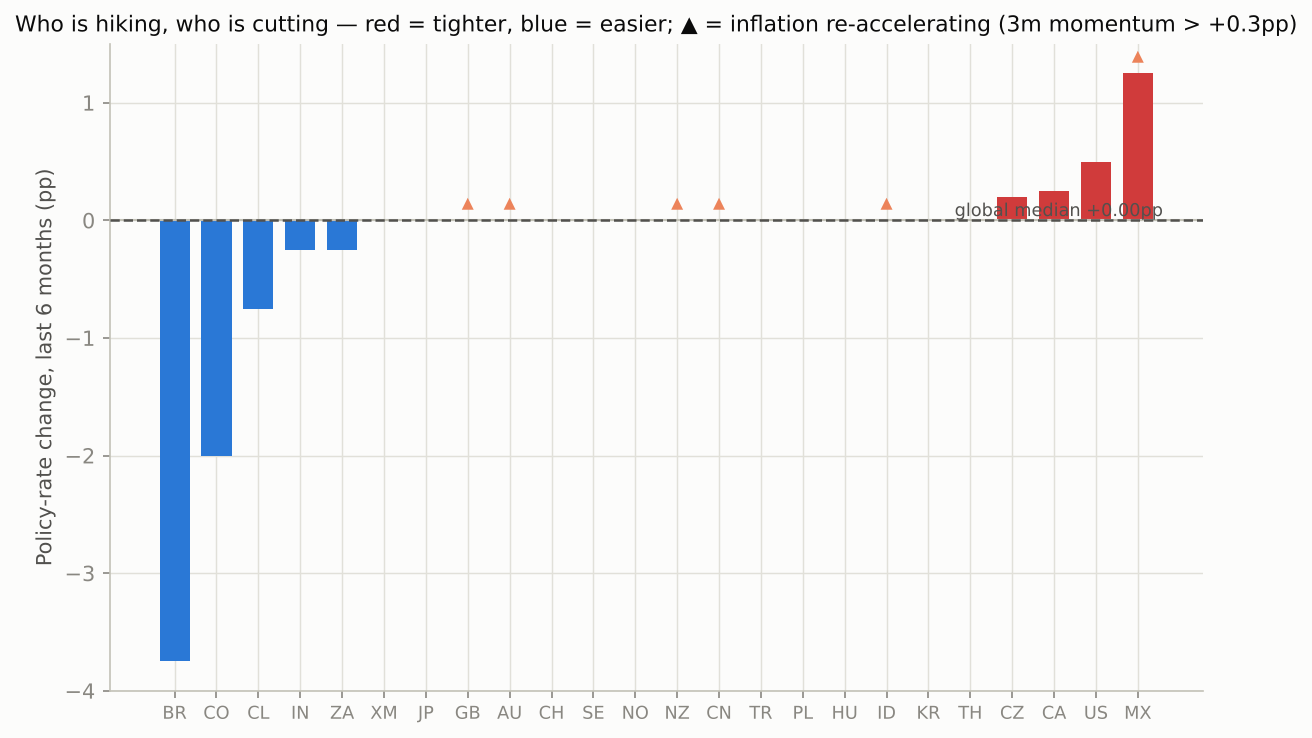 Who is hiking, who is cutting — red = tighter, blue = easier; ▲ = inflation re-accelerating (3m momentum > +0.3pp)
Policy-rate change, last 6 months (pp)
1
0
−1
−2
−3
−4
global median +0.00pp
BR CO CL IN ZA XM JP GB AU CH SE NO NZ CN TR PL HU ID KR TH CZ CA US MX